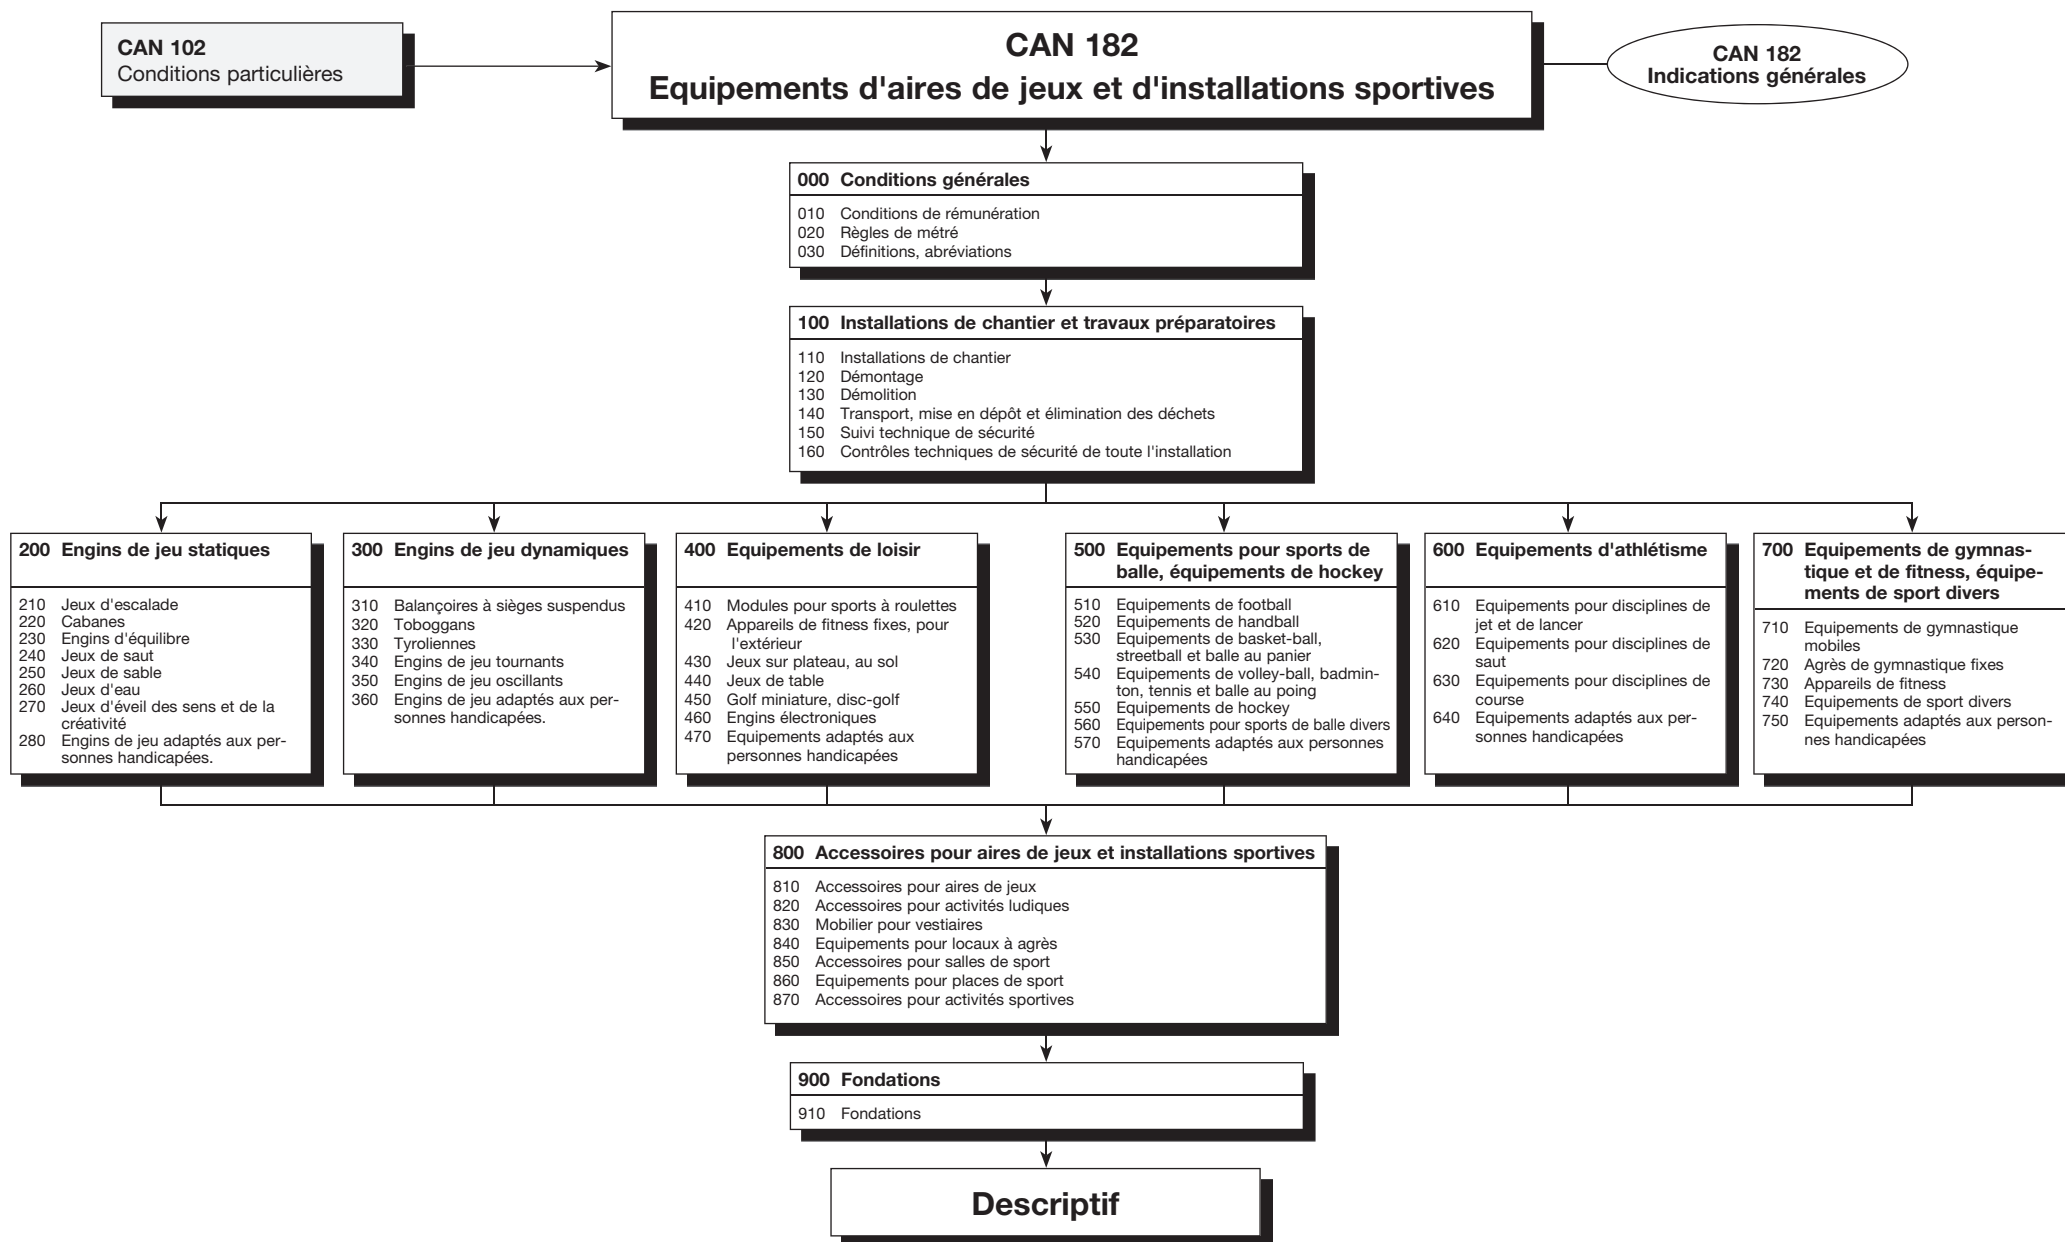 CAN 102
Conditions particulières
CAN 182
Equipements d'aires de jeux et d'installations sportives
CAN 182
Indications générales
000 Conditions générales
010 Conditions de rémunération
020 Règles de métré
030 Définitions, abréviations
100 Installations de chantier et travaux préparatoires
110 Installations de chantier
120 Démontage
130 Démolition
140 Transport, mise en dépôt et élimination des déchets
150 Suivi technique de sécurité
160 Contrôles techniques de sécurité de toute l'installation
200 Engins de jeu statiques
210 Jeux d'escalade
220 Cabanes
230 Engins d'équilibre
240 Jeux de saut
250 Jeux de sable
260 Jeux d'eau
270 Jeux d'éveil des sens et de la
créativité
280 Engins de jeu adaptés aux per-
sonnes handicapées.
300 Engins de jeu dynamiques
310 Balançoires à sièges suspendus
320 Toboggans
330 Tyroliennes
340 Engins de jeu tournants
350 Engins de jeu oscillants
360 Engins de jeu adaptés aux per-
sonnes handicapées.
400 Equipements de loisir
410 Modules pour sports à roulettes
420 Appareils de fitness fixes, pour
l'extérieur
430 Jeux sur plateau, au sol
440 Jeux de table
450 Golf miniature, disc-golf
460 Engins électroniques
470 Equipements adaptés aux
personnes handicapées
500 Equipements pour sports de
balle, équipements de hockey
510 Equipements de football
520 Equipements de handball
530 Equipements de basket-ball,
streetball et balle au panier
540 Equipements de volley-ball, badmin-
ton, tennis et balle au poing
550 Equipements de hockey
560 Equipements pour sports de balle divers
570 Equipements adaptés aux personnes
handicapées
600 Equipements d'athlétisme
610 Equipements pour disciplines de
jet et de lancer
620 Equipements pour disciplines de
saut
630 Equipements pour disciplines de
course
640 Equipements adaptés aux per-
sonnes handicapées
700 Equipements de gymnas-
tique et de fitness, équipe-
ments de sport divers
710 Equipements de gymnastique
mobiles
720 Agrès de gymnastique fixes
730 Appareils de fitness
740 Equipements de sport divers
750 Equipements adaptés aux person-
nes handicapées
800 Accessoires pour aires de jeux et installations sportives
810 Accessoires pour aires de jeux
820 Accessoires pour activités ludiques
830 Mobilier pour vestiaires
840 Equipements pour locaux à agrès
850 Accessoires pour salles de sport
860 Equipements pour places de sport
870 Accessoires pour activités sportives
900 Fondations
910 Fondations
Descriptif